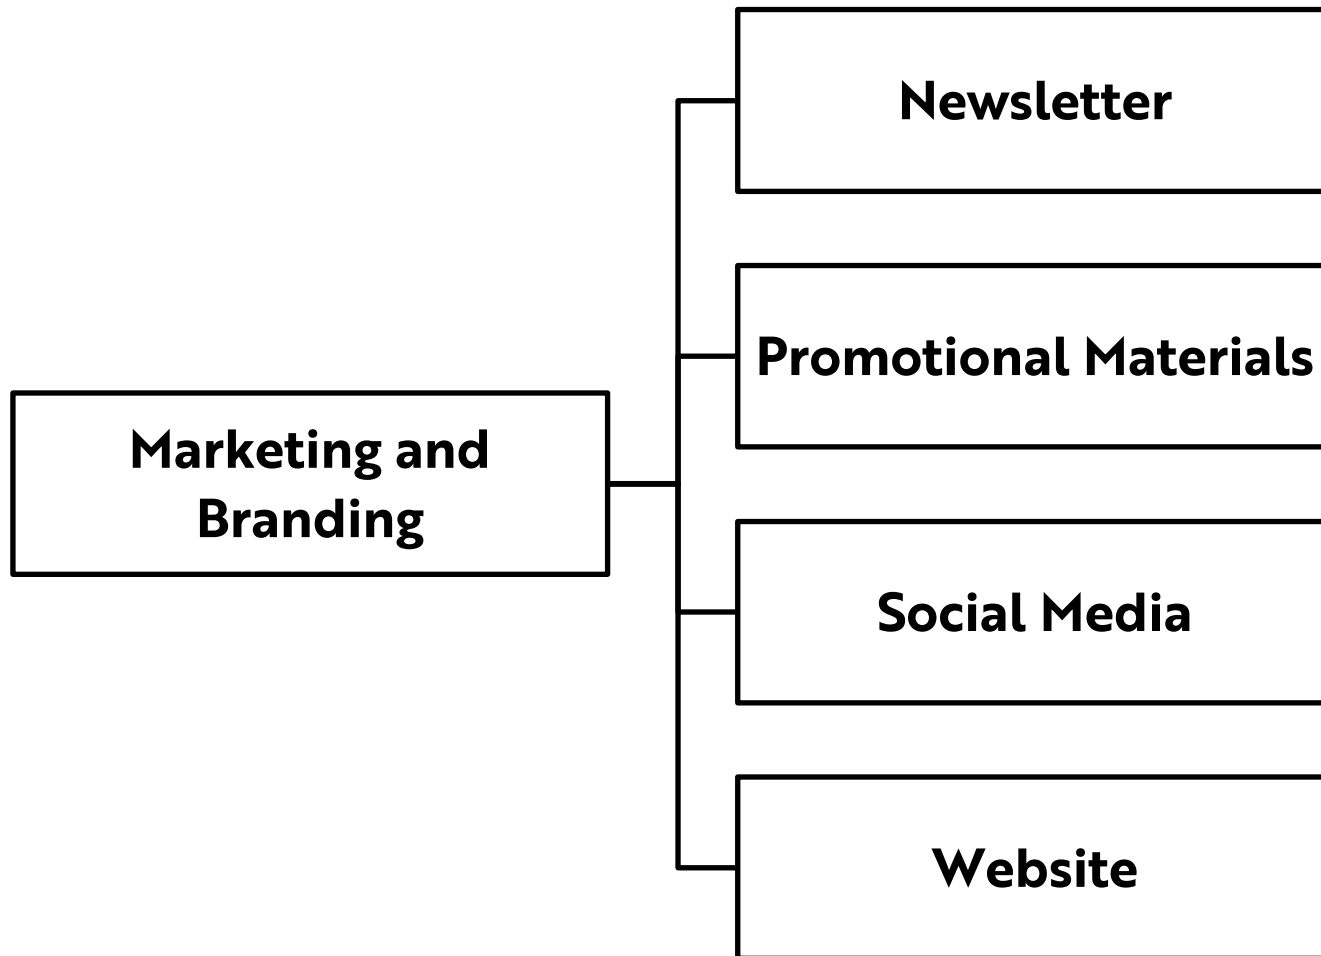 Newsletter
Promotional Materials
Marketing and
Branding
Social Media
Website